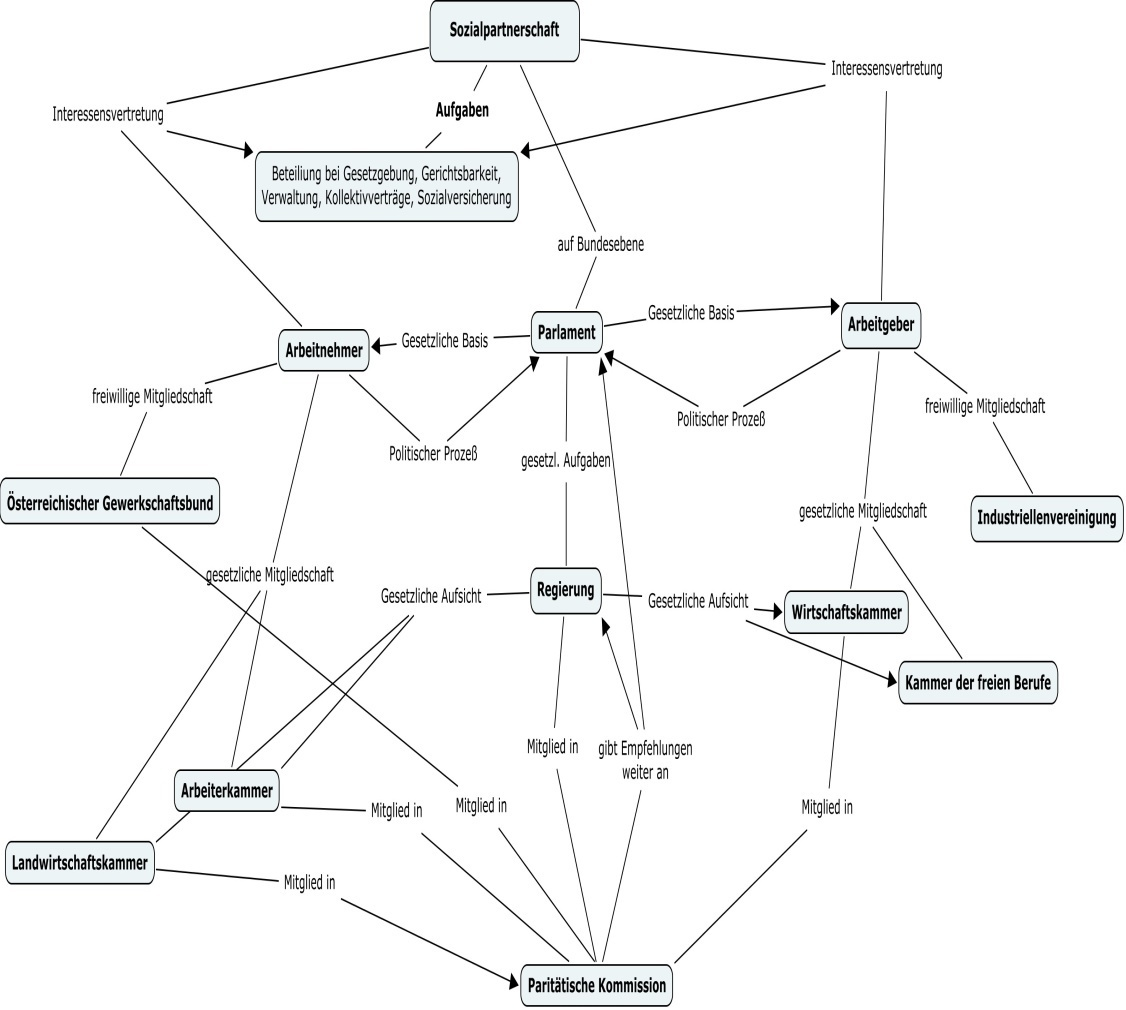 Sozialpartnerschaft
Interessensvertretung
Interessensvertretung
Aufgaben
Beteiliung bei Gesetzgebung, Gerichtsbarkeit,
Verwaltung, Kollektivverträge, Sozialversicherung
auf Bundesebene
Gesetzliche Basis
Arbeitgeber
Parlament
Gesetzliche Basis
Arbeitnehmer
freiwillige Mitgliedschaft
freiwillige Mitgliedschaft
Politischer Prozeß
Politischer Prozeß
gesetzl. Aufgaben
Österreichischer Gewerkschaftsbund
gesetzliche Mitgliedschaft
Industriellenvereinigung
gesetzliche Mitgliedschaft
Gesetzliche Aufsicht
Regierung
Gesetzliche Aufsicht
Wirtschaftskammer
Kammer der freien Berufe
Mitglied in
gibt Empfehlungen
weiter an
Arbeiterkammer
Mitglied in
Mitglied in
Mitglied in
Landwirtschaftskammer
Mitglied in
Paritätische Kommission